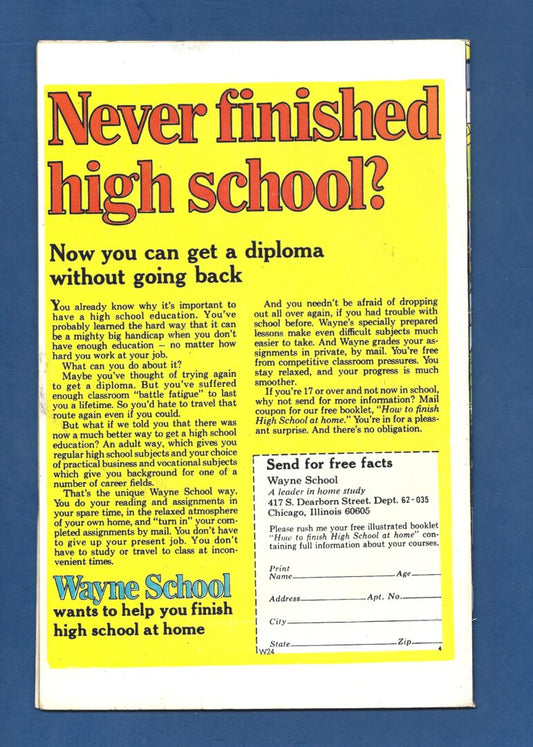 Never finished
high school?
Now you can get a diploma
without going back
You already know why it's important to
have a high school education. You've
probably learned the hard way that it can
be a mighty big handicap when you don't
have enough education – no matter how
hard you work at your job.
What can you do about it?
Maybe you've thought of trying again
to get a diploma. But you've suffered
enough classroom "battle fatigue" to last
you a lifetime. So you'd hate to travel that
route again even if you could.
But what if we told you that there was
now a much better way to get a high school
education? An adult way, which gives you
regular high school subjects and your choice
of practical business and vocational subjects
which give you background for one of a
number of career fields.
That's the unique Wayne School way.
You do your reading and assignments in
your spare time, in the relaxed atmosphere
of your own home, and "turn in" your com-
pleted assignments by mail. You don't have
to give up your present job. You don't
have to study or travel to class at incon-
venient times.
Wayne School
wants to help you finish
high school at home
And you needn't be afraid of dropping
out all over again, if you had trouble with
school before. Wayne's specially prepared
lessons make even difficult subjects much
easier to take. And Wayne grades your as-
signments in private, by mail. You're free
from competitive classroom pressures. You
stay relaxed, and your progress is much
smoother.
If you're 17 or over and not now in school,
why not send for more information? Mail
coupon for our free booklet, "How to finish
High School at home." You're in for a pleas-
ant surprise. And there's no obligation.
Send for free facts
Wayne School
A leader in home study
417 S. Dearborn Street. Dept. 62-035
Chicago, Illinois 60605
Please rush me your free illustrated booklet
"How to finish High School at home" con-
taining full information about your courses.
Print
Name Age
Address Apt. No.
City
State Zip
W24 4